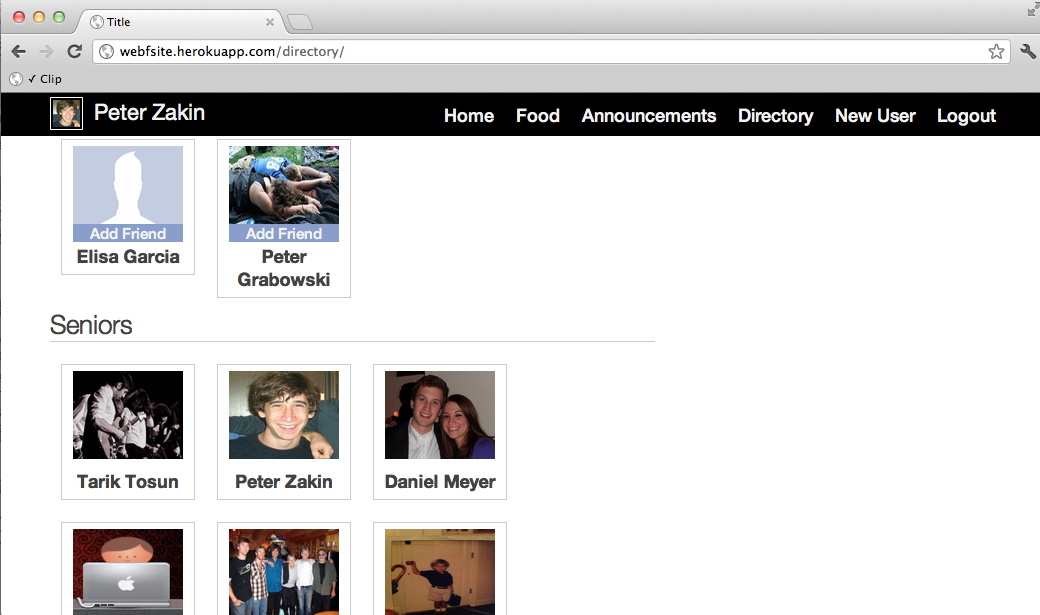 Title
webfsite.herokuapp.com/directory/
✓ Clip
Peter Zakin
Home Food Announcements Directory New User Logout
Add Friend
Elisa Garcia
Add Friend
Peter
Grabowski
Seniors
Tarik Tosun
Peter Zakin
Daniel Meyer